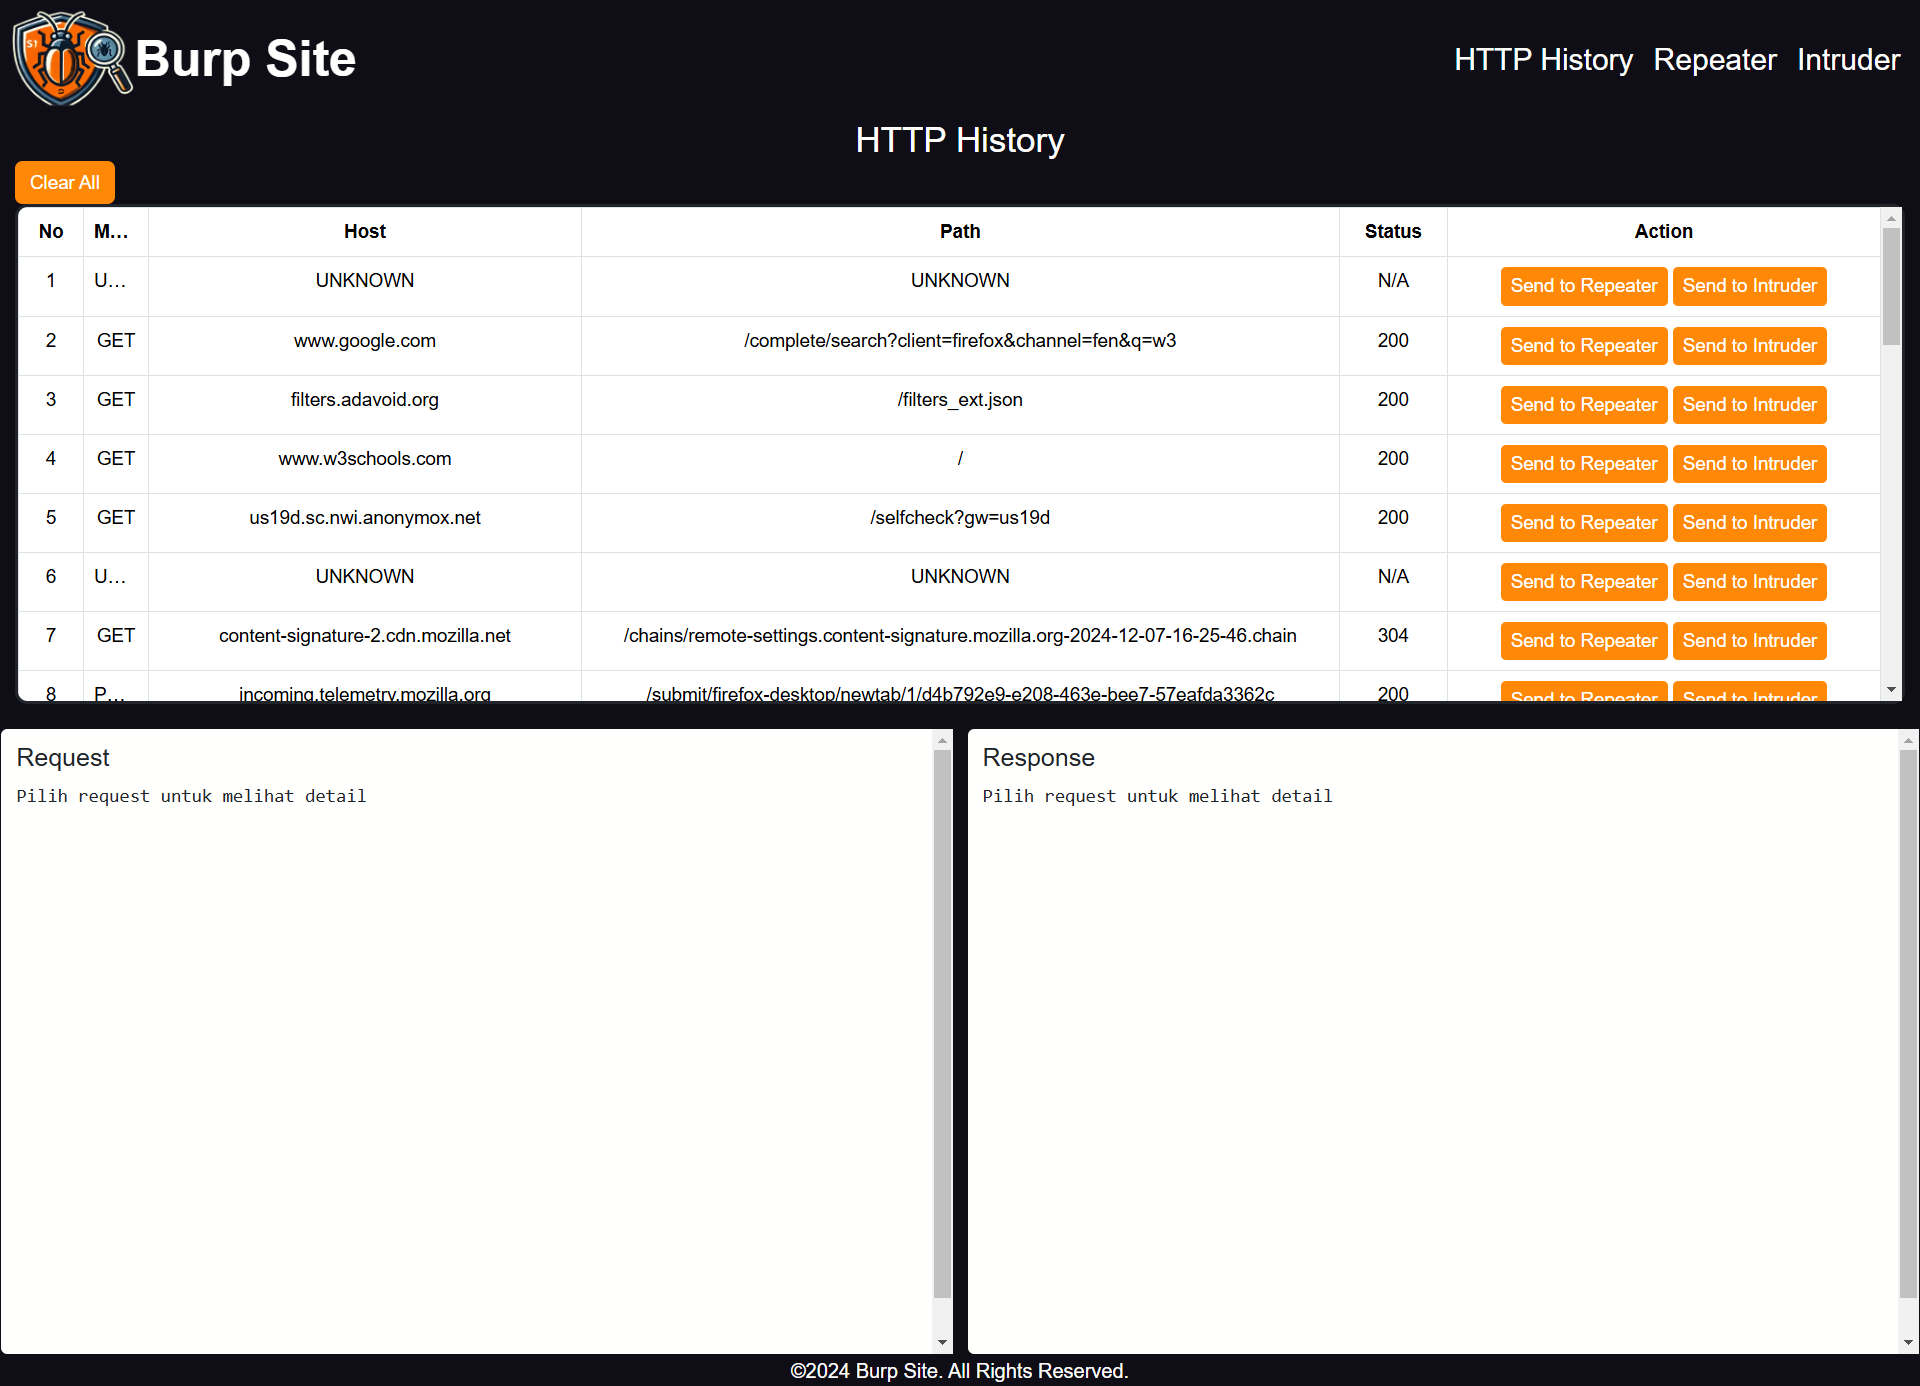 S1
Burp Site
HTTP History Repeater Intruder
HTTP History
Clear All
No M... Host Path Status Action
1 U... UNKNOWN UNKNOWN N/A Send to Repeater Send to Intruder
2 GET www.google.com /complete/search?client=firefox&channel=fen&q=w3 200 Send to Repeater Send to Intruder
3 GET filters.adavoid.org /filters_ext.json 200 Send to Repeater Send to Intruder
4 GET www.w3schools.com / 200 Send to Repeater Send to Intruder
5 GET us19d.sc.nwi.anonymox.net /selfcheck?gw=us19d 200 Send to Repeater Send to Intruder
6 U... UNKNOWN UNKNOWN N/A Send to Repeater Send to Intruder
7 GET content-signature-2.cdn.mozilla.net /chains/remote-settings.content-signature.mozilla.org-2024-12-07-16-25-46.chain 304 Send to Repeater Send to Intruder
8 P... incoming.telemetry.mozilla.org /submit/firefox-desktop/newtab/1/d4b792e9-e208-463e-bee7-57eafda3362c 200 Send to Repeater Send to Intruder
Request
Pilih request untuk melihat detail
Response
Pilih request untuk melihat detail
©2024 Burp Site. All Rights Reserved.